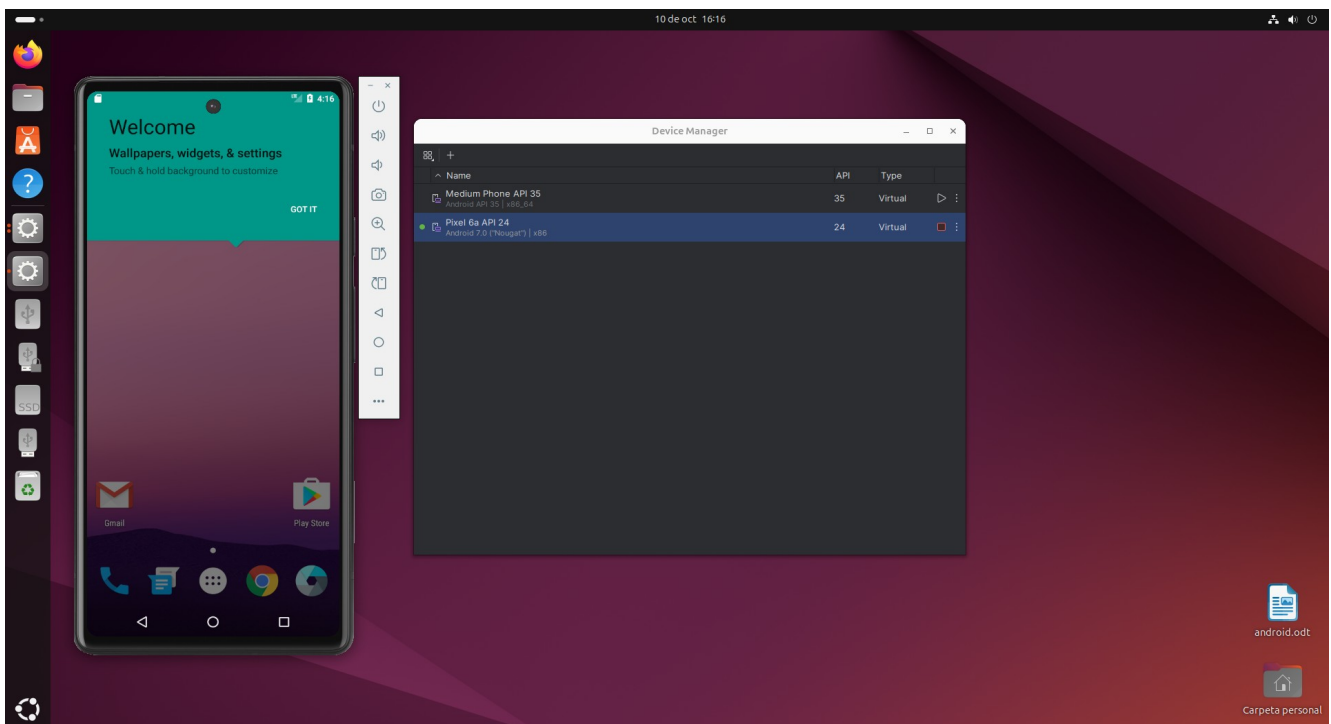 10 de oct 16:16
4:16
Welcome
Wallpapers, widgets, & settings
Touch & hold background to customize
GOT IT
Gmail
Play Store
Device Manager
Name API Type
Medium Phone API 35
Android API 35 | x86_64
35 Virtual
Pixel 6a API 24
Android 7.0 ("Nougat") | x86
24 Virtual
SSD
android.odt
Carpeta personal